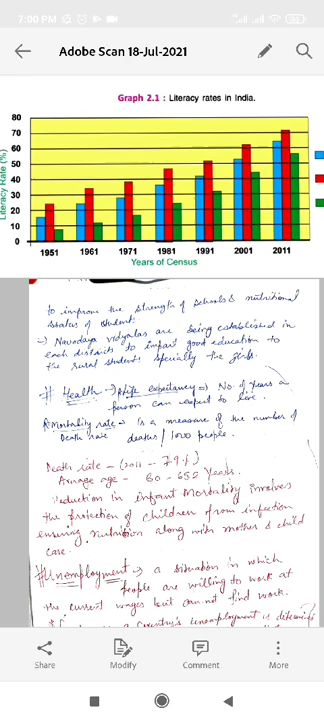 7:00 PM
Adobe Scan 18-Jul-2021
Graph 2.1 : Literacy rates in India.
80
70
60
50
40
30
20
10
0
Literacy Rate (%)
1951 1961 1971 1981 1991 2001 2011
Years of Census
to improve the strength of schools & nutritional
status of student.
-) Navodaya vidyalas are being established in
each districts to impart good education to
the rural students specially the girls.
# Health → Life expectancy => No. of years a
person can expect to live.
Mortality rate → Is a measure of the number of
Death rate deaths / 1000 people.
Death rate - (2011 -
Average age - 60 - 65
Reduction in infant mortality involves
the protection of children from infection
ensuring nutrition along with mother & child
care.
# Unemployment → a situation in which
people are willing to work at
the current wages but can not find work.
a Country's unemployment is
Share
Modify
Comment
More